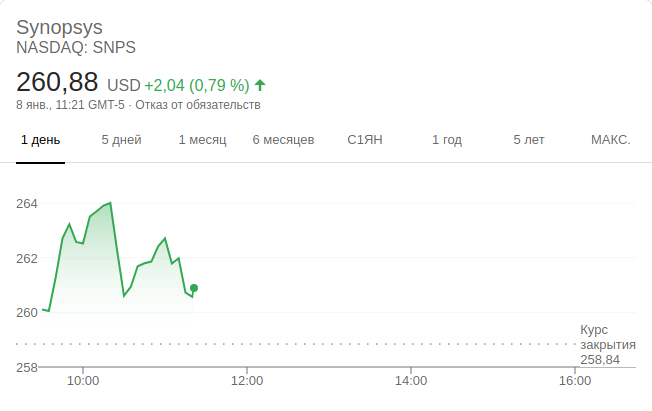 Synopsys
NASDAQ: SNPS
260,88 USD +2,04 (0,79 %)
8 янв., 11:21 GMT-5 · Отказ от обязательств
1 день 5 дней 1 месяц 6 месяцев С1ЯН 1 год 5 лет МАКС.
264
262
260
258
Курс
закрытия
258,84
10:00 12:00 14:00 16:00